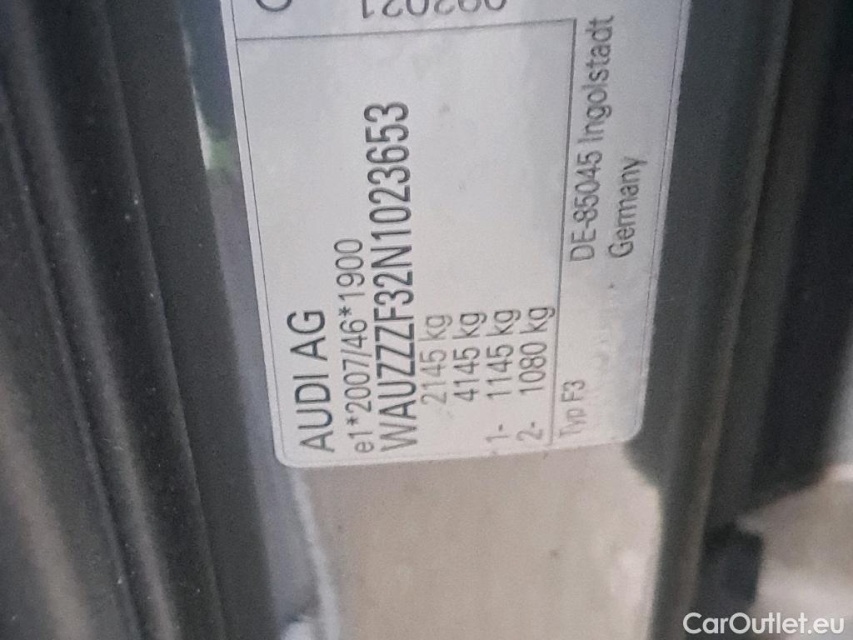 AUDI AG
e1*2007/46*1900
WAUZZZF32N1023653
2145 kg
4145 kg
1- 1145 kg
2- 1080 kg
Typ F3
DE-85045 Ingolstadt
Germany
CarOutlet.eu